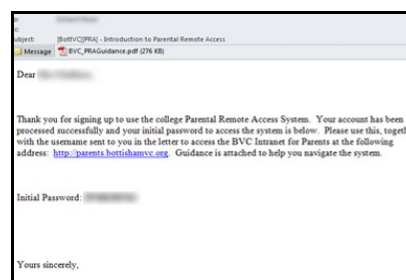 ubject: [BottVC][PRA] - Introduction to Parental Remote Access
Message BVC_PRAGuidance.pdf (276 KB)
Dear
Thank you for signing up to use the college Parental Remote Access System. Your account has been
processed successfully and your initial password to access the system is below. Please use this, togeth
with the username sent to you in the letter to access the BVC Intranet for Parents at the following
address: http://parents.bottishamvc.org. Guidance is attached to help you navigate the system.
Initial Password:
Yours sincerely,